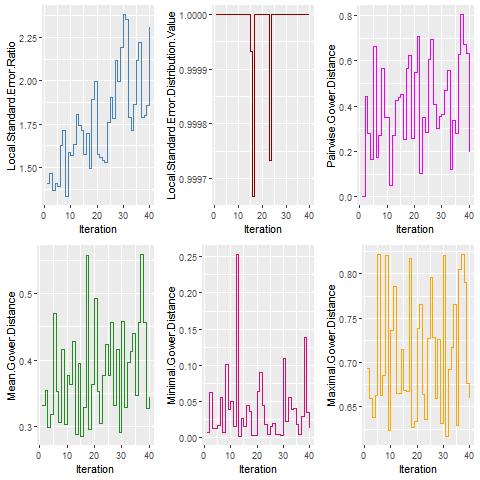 Local.Standard.Error.Ratio
2.25
2.00
1.75
1.50
0 10 20 30 40
Iteration
Local.Standard.Error.Distribution.Value
1.0000
0.9999
0.9998
0.9997
0 10 20 30 40
Iteration
Pairwise.Gower.Distance
0.8
0.6
0.4
0.2
0.0
0 10 20 30 40
Iteration
Mean.Gower.Distance
0.5
0.4
0.3
0 10 20 30 40
Iteration
Minimal.Gower.Distance
0.25
0.20
0.15
0.10
0.05
0.00
0 10 20 30 40
Iteration
Maximal.Gower.Distance
0.80
0.75
0.70
0.65
0 10 20 30 40
Iteration